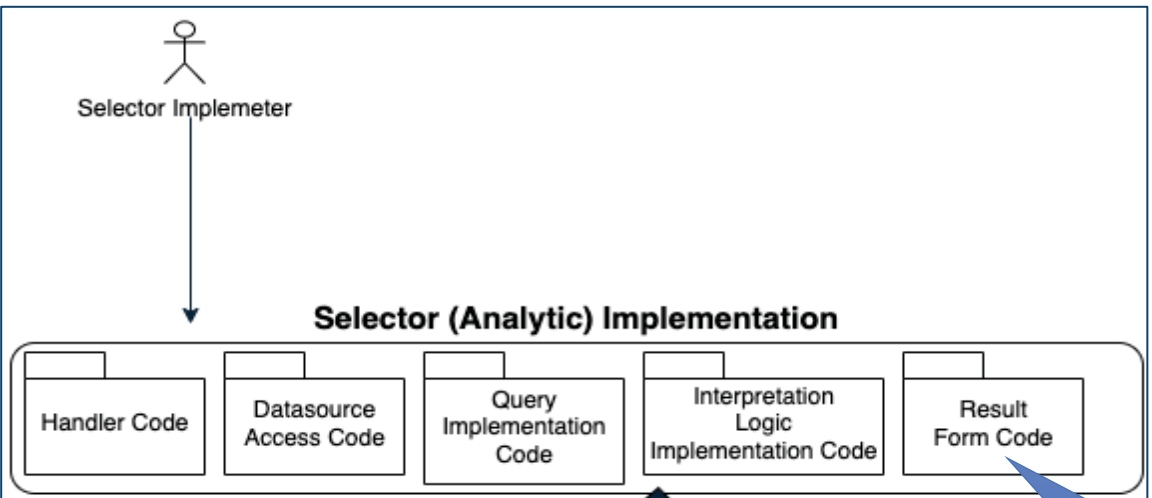 Selector Implemeter
Selector (Analytic) Implementation
Handler Code
Datasource
Access Code
Query
Implementation
Code
Interpretation
Logic
Implementation Code
Result
Form Code